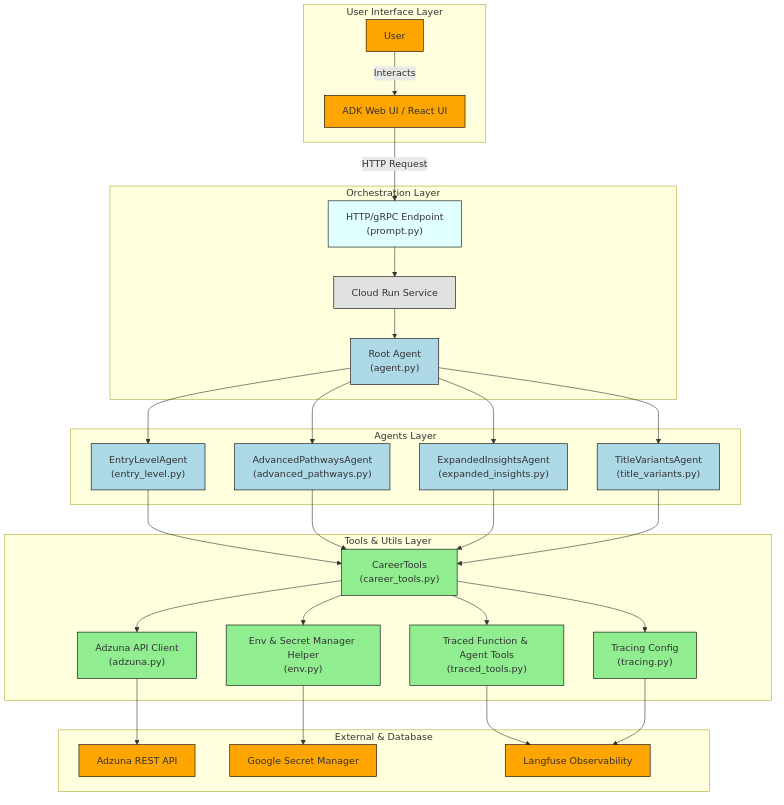 User Interface Layer
User
Interacts
ADK Web UI / React UI
HTTP Request
Orchestration Layer
HTTP/gRPC Endpoint
(prompt.py)
Cloud Run Service
Root Agent
(agent.py)
Agents Layer
EntryLevelAgent
(entry_level.py)
AdvancedPathwaysAgent
(advanced_pathways.py)
ExpandedInsightsAgent
(expanded_insights.py)
TitleVariantsAgent
(title_variants.py)
Tools & Utils Layer
CareerTools
(career_tools.py)
Adzuna API Client
(adzuna.py)
Env & Secret Manager
Helper
(env.py)
Traced Function &
Agent Tools
(traced_tools.py)
Tracing Config
(tracing.py)
External & Database
Adzuna REST API
Google Secret Manager
Langfuse Observability